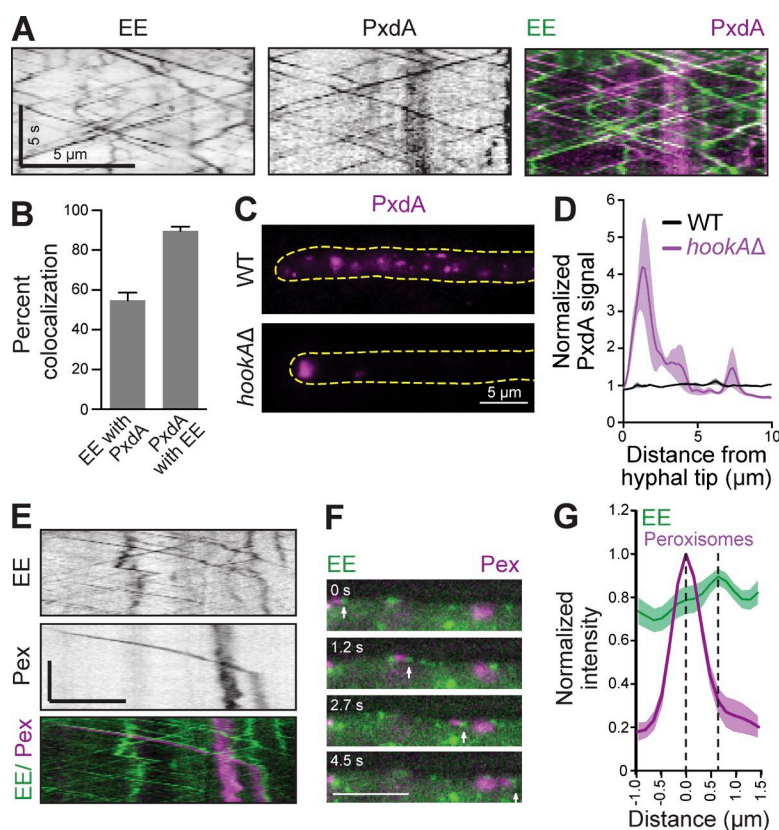 A
EE
PxdA
EE
PxdA
5 s
5 µm
B
Percent
colocalization
100
80
60
40
20
0
EE with
PxdA
PxdA
with EE
C
PxdA
WT
hookAΔ
5 µm
D
Normalized
PxdA signal
6
5
4
3
2
1
0
WT
hookAΔ
0
5
10
Distance from
hyphal tip (µm)
E
EE
Pex
EE/ Pex
F
EE
Pex
0 s
1.2 s
2.7 s
4.5 s
G
EE
Peroxisomes
Normalized
intensity
1.2
1.0
0.8
0.6
0.4
0.2
0
-1.0
-0.5
0.0
0.5
1.0
1.5
Distance (µm)